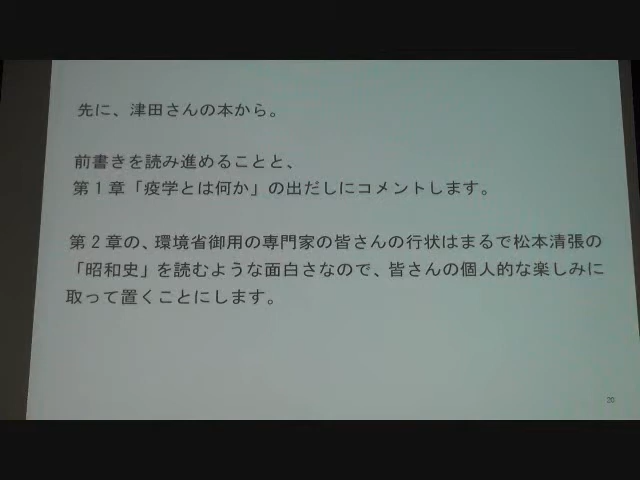 先に、津田さんの本から。
前書きを読み進めることと、
第1章「疫学とは何か」の出だしにコメントします。
第2章の、環境省御用の専門家の皆さんの行状はまるで松本清張の
「昭和史」を読むような面白さなので、皆さんの個人的な楽しみに
取って置くことにします。
20